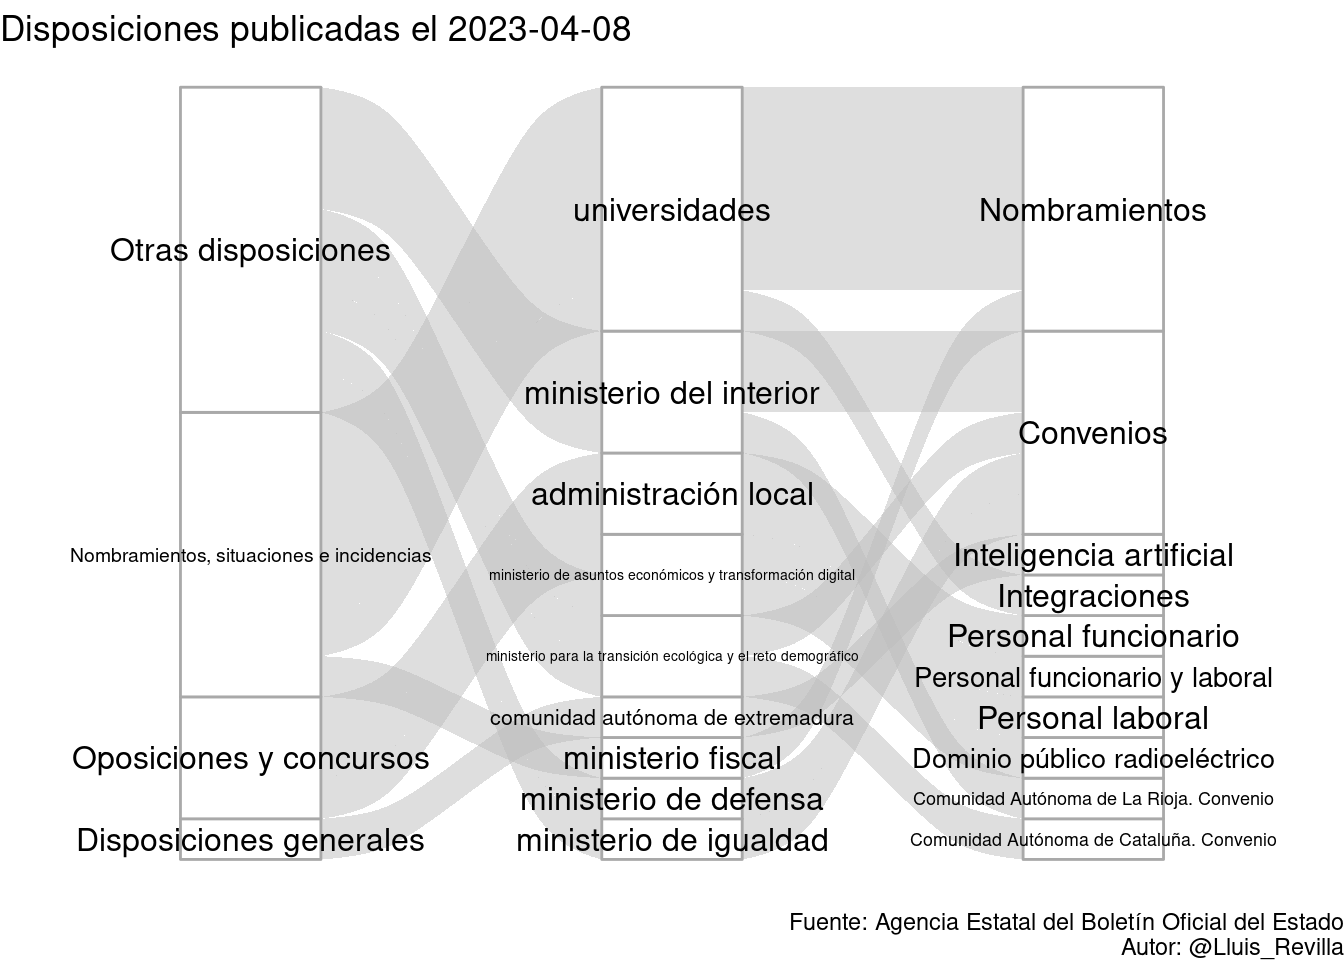 Disposiciones publicadas el 2023-04-08
Otras disposiciones
Nombramientos, situaciones e incidencias
Oposiciones y concursos
Disposiciones generales
universidades
ministerio del interior
administración local
ministerio de asuntos económicos y transformación digital
ministerio para la transición ecológica y el reto demográfico
comunidad autónoma de extremadura
ministerio fiscal
ministerio de defensa
ministerio de igualdad
Nombramientos
Convenios
Inteligencia artificial
Integraciones
Personal funcionario
Personal funcionario y laboral
Personal laboral
Dominio público radioeléctrico
Comunidad Autónoma de La Rioja. Convenio
Comunidad Autónoma de Cataluña. Convenio
Fuente: Agencia Estatal del Boletín Oficial del Estado
Autor: @Lluis_Revilla